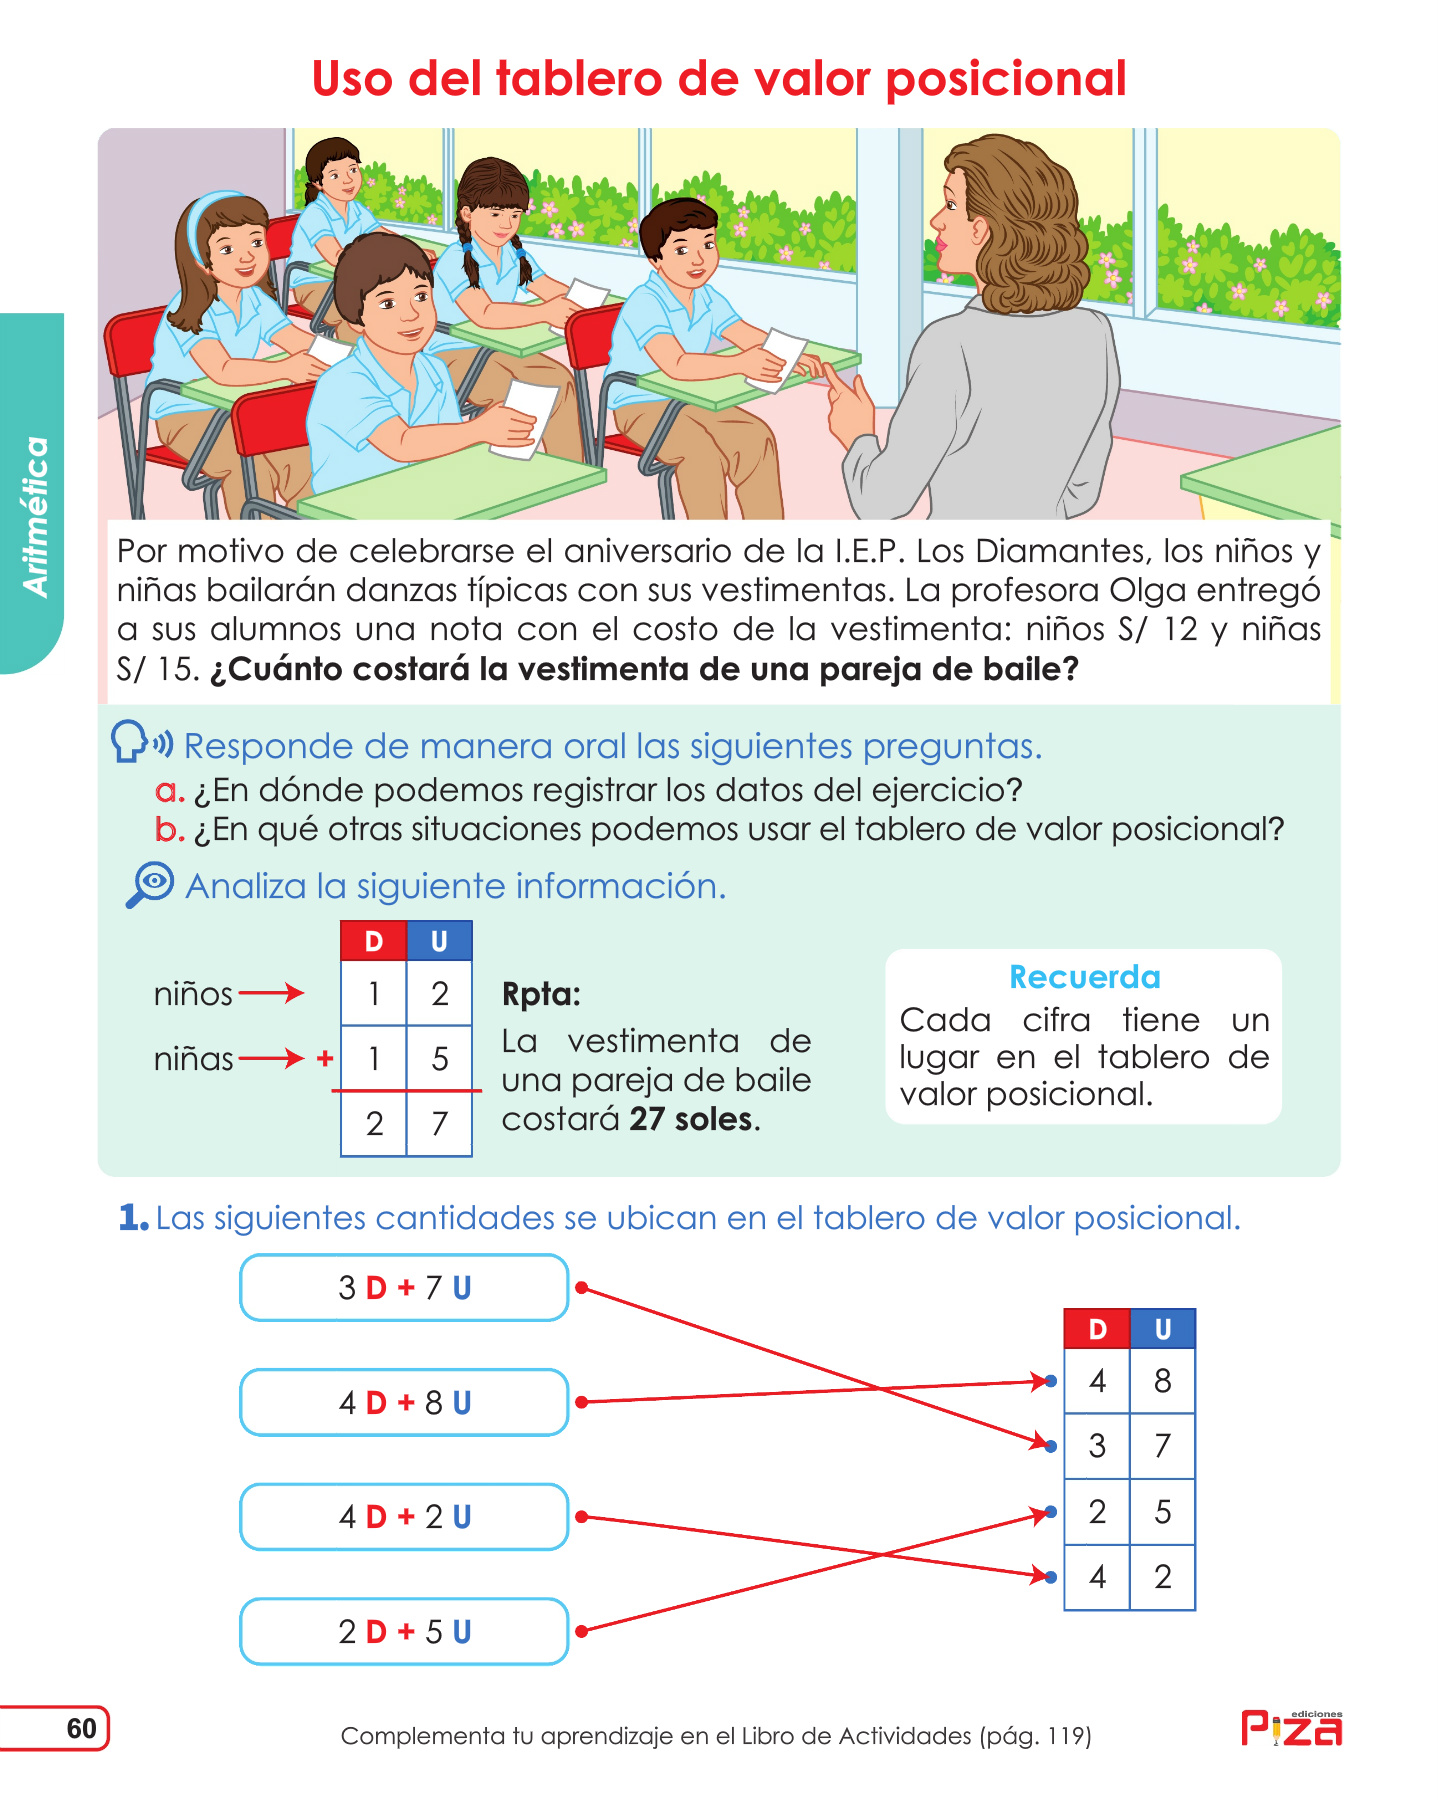 Uso del tablero de valor posicional
Aritmética
Por motivo de celebrarse el aniversario de la I.E.P. Los Diamantes, los niños y
niñas bailarán danzas típicas con sus vestimentas. La profesora Olga entregó
a sus alumnos una nota con el costo de la vestimenta: niños S/ 12 y niñas
S/ 15. ¿Cuánto costará la vestimenta de una pareja de baile?
Responde de manera oral las siguientes preguntas.
a. ¿En dónde podemos registrar los datos del ejercicio?
b. ¿En qué otras situaciones podemos usar el tablero de valor posicional?
Analiza la siguiente información.
D U
niños 1 2
niñas + 1 5
2 7
Rpta:
La vestimenta de
una pareja de baile
costará 27 soles.
Recuerda
Cada cifra tiene un
lugar en el tablero de
valor posicional.
1. Las siguientes cantidades se ubican en el tablero de valor posicional.
3 D + 7 U
4 D + 8 U
4 D + 2 U
2 D + 5 U
D U
4 8
3 7
2 5
4 2
60
Complementa tu aprendizaje en el Libro de Actividades (pág. 119)
ediciones
Piza